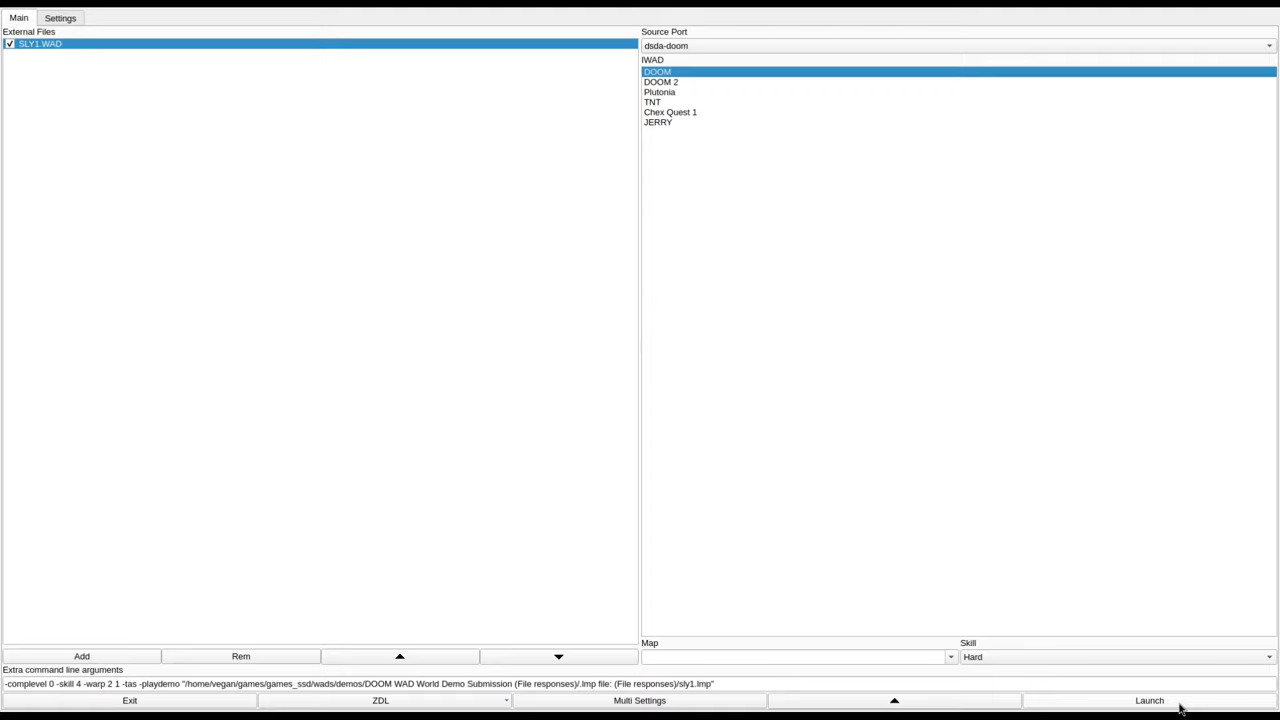 Main Settings
External Files
SLY1.WAD
Source Port
dsda-doom
IWAD
DOOM
DOOM 2
Plutonia
TNT
Chex Quest 1
JERRY
Map Skill
Hard
Add Rem
Extra command line arguments
-complevel 0 -skill 4 -warp 2 1 -tas -playdemo "/home/vegan/games/games_ssd/wads/demos/DOOM WAD World Demo Submission (File responses)/.lmp file: (File responses)/sly1.lmp"
Exit ZDL Multi Settings Launch